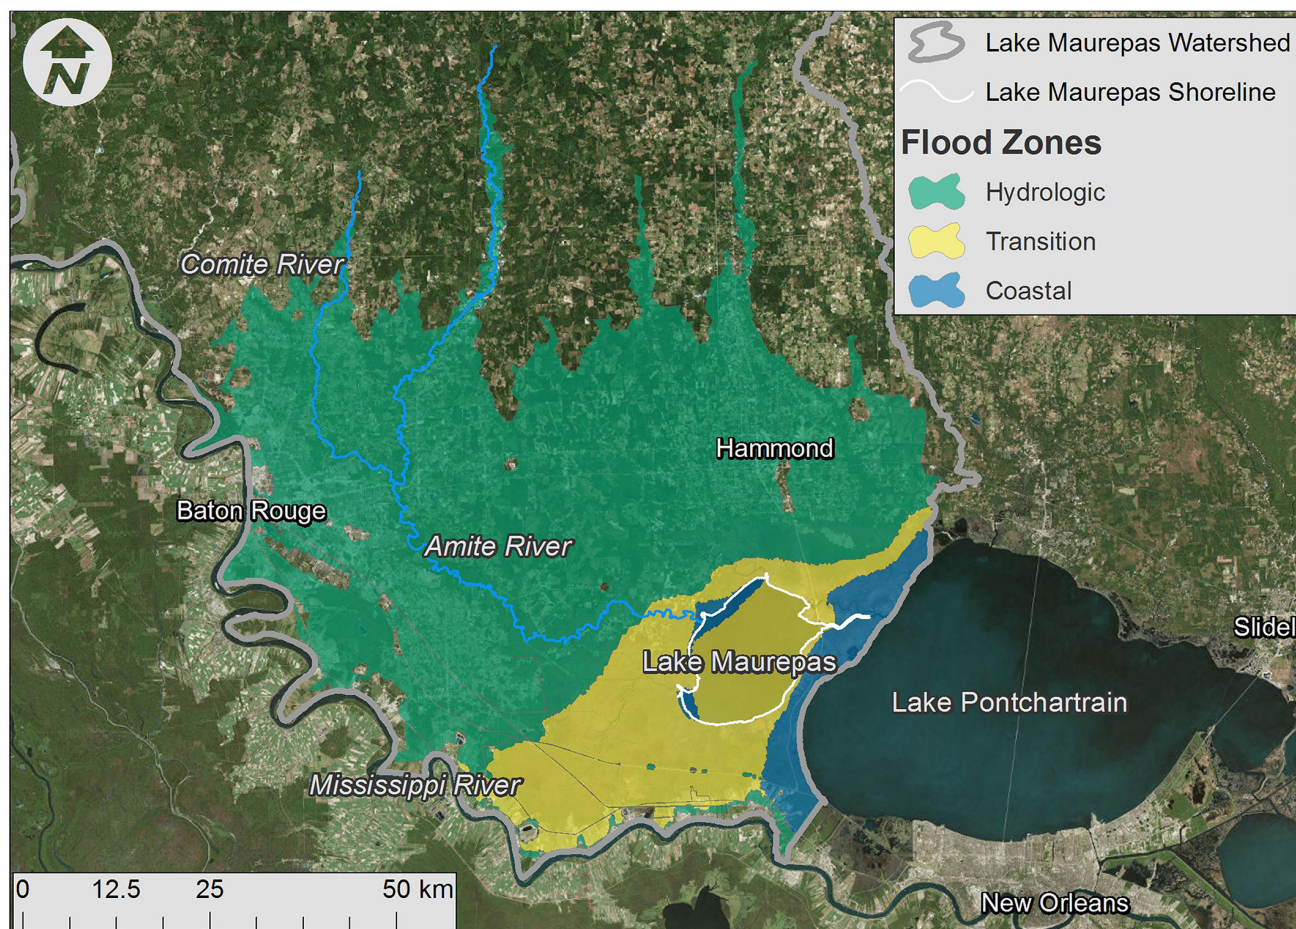 N
Lake Maurepas Watershed
Lake Maurepas Shoreline
Flood Zones
Hydrologic
Transition
Coastal
Comite River
Hammond
Baton Rouge
Amite River
Slidel
Lake Maurepas
Lake Pontchartrain
Mississippi River
0 12.5 25 50 km
New Orleans